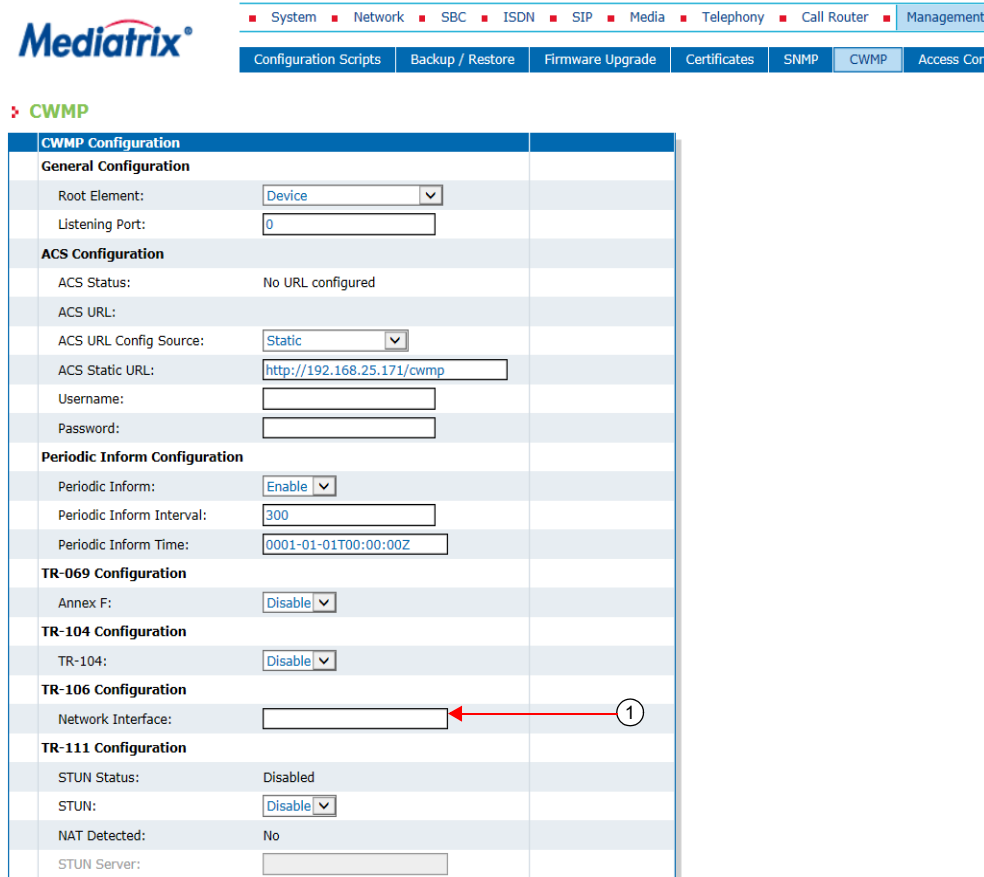 Mediatrix®
System Network SBC ISDN SIP Media Telephony Call Router Management
Configuration Scripts Backup / Restore Firmware Upgrade Certificates SNMP CWMP Access Con
CWMP
CWMP Configuration
General Configuration
Root Element: Device
Listening Port: 0
ACS Configuration
ACS Status: No URL configured
ACS URL:
ACS URL Config Source: Static
ACS Static URL: http://192.168.25.171/cwmp
Username:
Password:
Periodic Inform Configuration
Periodic Inform: Enable
Periodic Inform Interval: 300
Periodic Inform Time: 0001-01-01T00:00:00Z
TR-069 Configuration
Annex F: Disable
TR-104 Configuration
TR-104: Disable
TR-106 Configuration
Network Interface: 1
TR-111 Configuration
STUN Status: Disabled
STUN: Disable
NAT Detected: No
STUN Server: